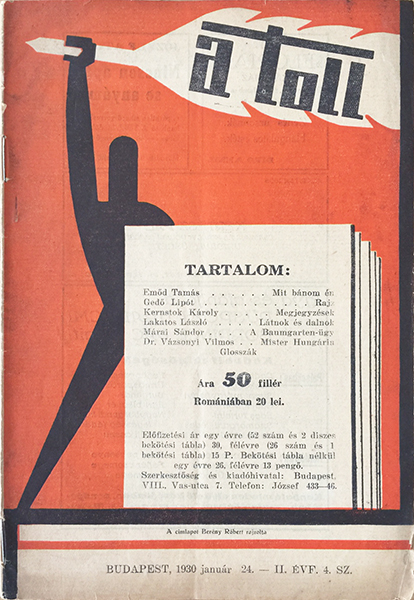 a toll
TARTALOM:
Emőd Tamás . . . . . . Mit bánom én
Gedő Lipót . . . . . . . . . . . . Rajz
Kernstok Károly . . . . . Megjegyzések
Lakatos László . . . . Látnok és dalnok
Márai Sándor . . . . A Baumgarten-ügy
Dr. Vázsonyi Vilmos . . Mister Hungária
Glosszák
Ára 50 fillér
Romániában 20 lei.
Előfizetési ár egy évre (52 szám és 2 diszes
bekötési tábla) 30, félévre (26 szám és 1
bekötési tábla) 15 P. Bekötési tábla nélkül
egy évre 26, félévre 13 pengő.
Szerkesztőség és kiadóhivatal: Budapest,
VIII., Vas-utca 7. Telefon: József 433—46.
A címlapot Berény Róbert rajzolta
BUDAPEST, 1930 január 24. — II. ÉVF. 4. SZ.